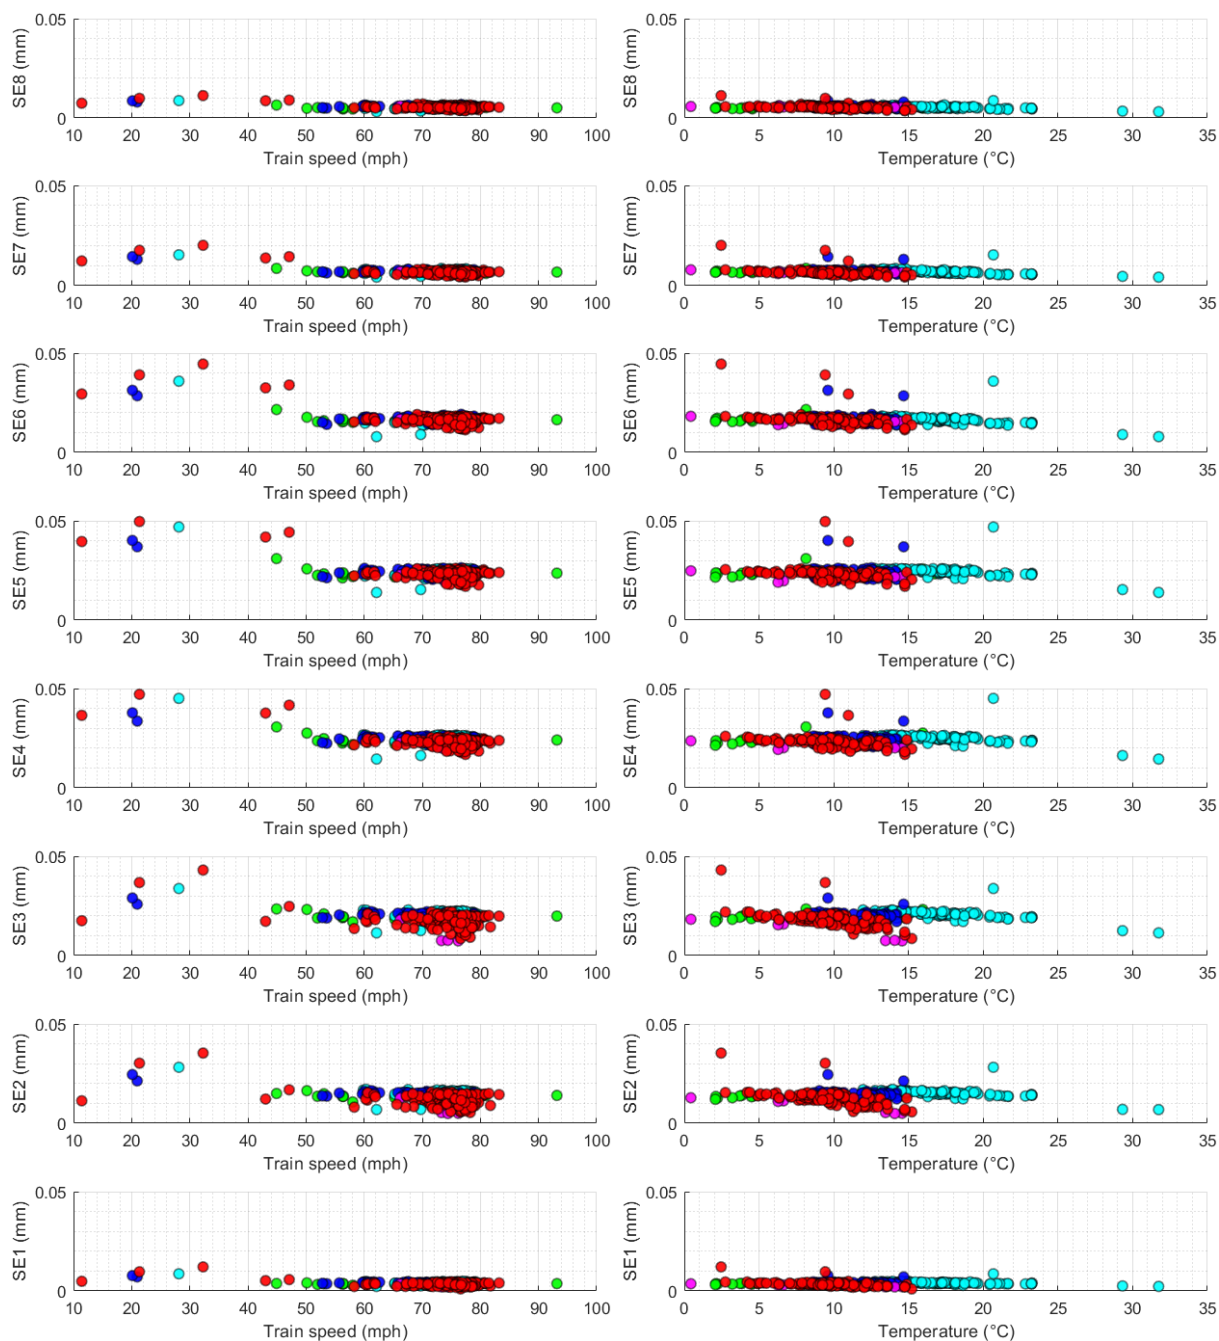 0.05 0.05
SE8 (mm) SE8 (mm)
0 0
10 20 30 40 50 60 70 80 90 100 0 5 10 15 20 25 30 35
Train speed (mph) Temperature (°C)
0.05 0.05
SE7 (mm) SE7 (mm)
0 0
10 20 30 40 50 60 70 80 90 100 0 5 10 15 20 25 30 35
Train speed (mph) Temperature (°C)
0.05 0.05
SE6 (mm) SE6 (mm)
0 0
10 20 30 40 50 60 70 80 90 100 0 5 10 15 20 25 30 35
Train speed (mph) Temperature (°C)
0.05 0.05
SE5 (mm) SE5 (mm)
0 0
10 20 30 40 50 60 70 80 90 100 0 5 10 15 20 25 30 35
Train speed (mph) Temperature (°C)
0.05 0.05
SE4 (mm) SE4 (mm)
0 0
10 20 30 40 50 60 70 80 90 100 0 5 10 15 20 25 30 35
Train speed (mph) Temperature (°C)
0.05 0.05
SE3 (mm) SE3 (mm)
0 0
10 20 30 40 50 60 70 80 90 100 0 5 10 15 20 25 30 35
Train speed (mph) Temperature (°C)
0.05 0.05
SE2 (mm) SE2 (mm)
0 0
10 20 30 40 50 60 70 80 90 100 0 5 10 15 20 25 30 35
Train speed (mph) Temperature (°C)
0.05 0.05
SE1 (mm) SE1 (mm)
0 0
10 20 30 40 50 60 70 80 90 100 0 5 10 15 20 25 30 35
Train speed (mph) Temperature (°C)